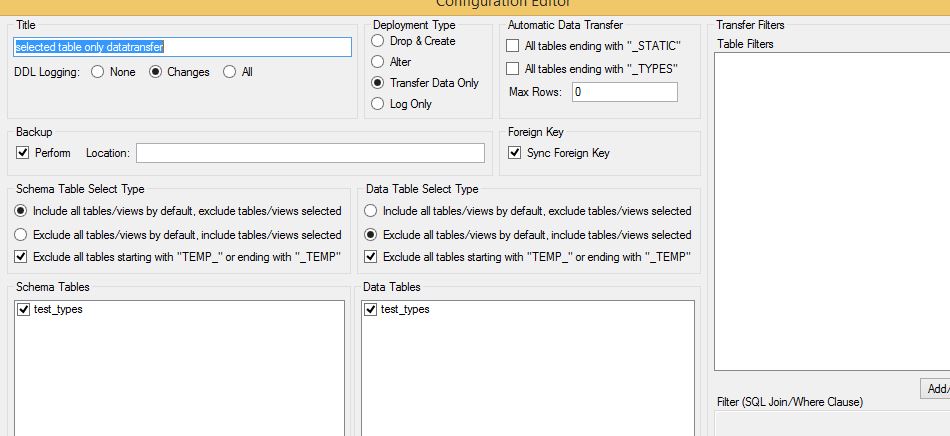 Configuration Editor
Title
selected table only datatransfer
DDL Logging: None Changes All
Deployment Type
Drop & Create
Alter
Transfer Data Only
Log Only
Automatic Data Transfer
All tables ending with "_STATIC"
All tables ending with "_TYPES"
Max Rows: 0
Transfer Filters
Table Filters
Backup
Perform Location:
Foreign Key
Sync Foreign Key
Schema Table Select Type
Include all tables/views by default, exclude tables/views selected
Exclude all tables/views by default, include tables/views selected
Exclude all tables starting with "TEMP_" or ending with "_TEMP"
Data Table Select Type
Include all tables/views by default, exclude tables/views selected
Exclude all tables/views by default, include tables/views selected
Exclude all tables starting with "TEMP_" or ending with "_TEMP"
Schema Tables
test_types
Data Tables
test_types
Add/
Filter (SQL Join/Where Clause)